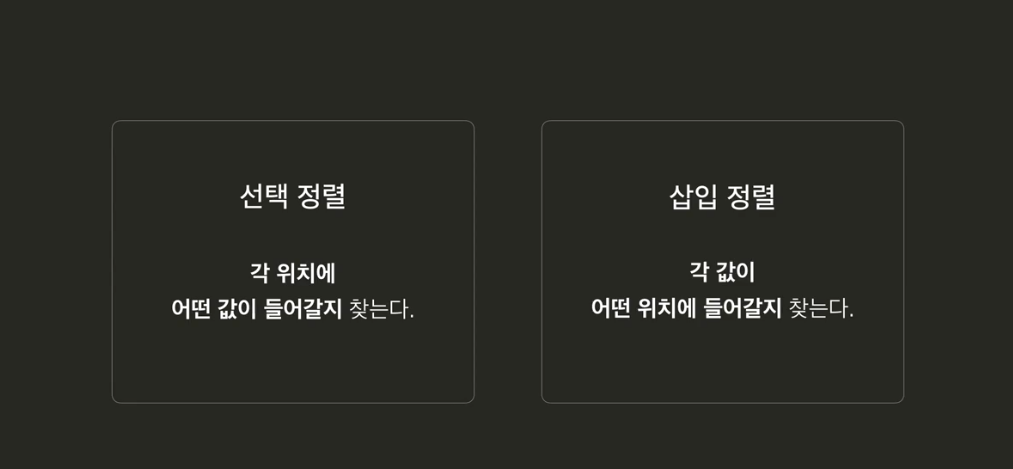 선택 정렬
각 위치에
어떤 값이 들어갈지 찾는다.
삽입 정렬
각 값이
어떤 위치에 들어갈지 찾는다.